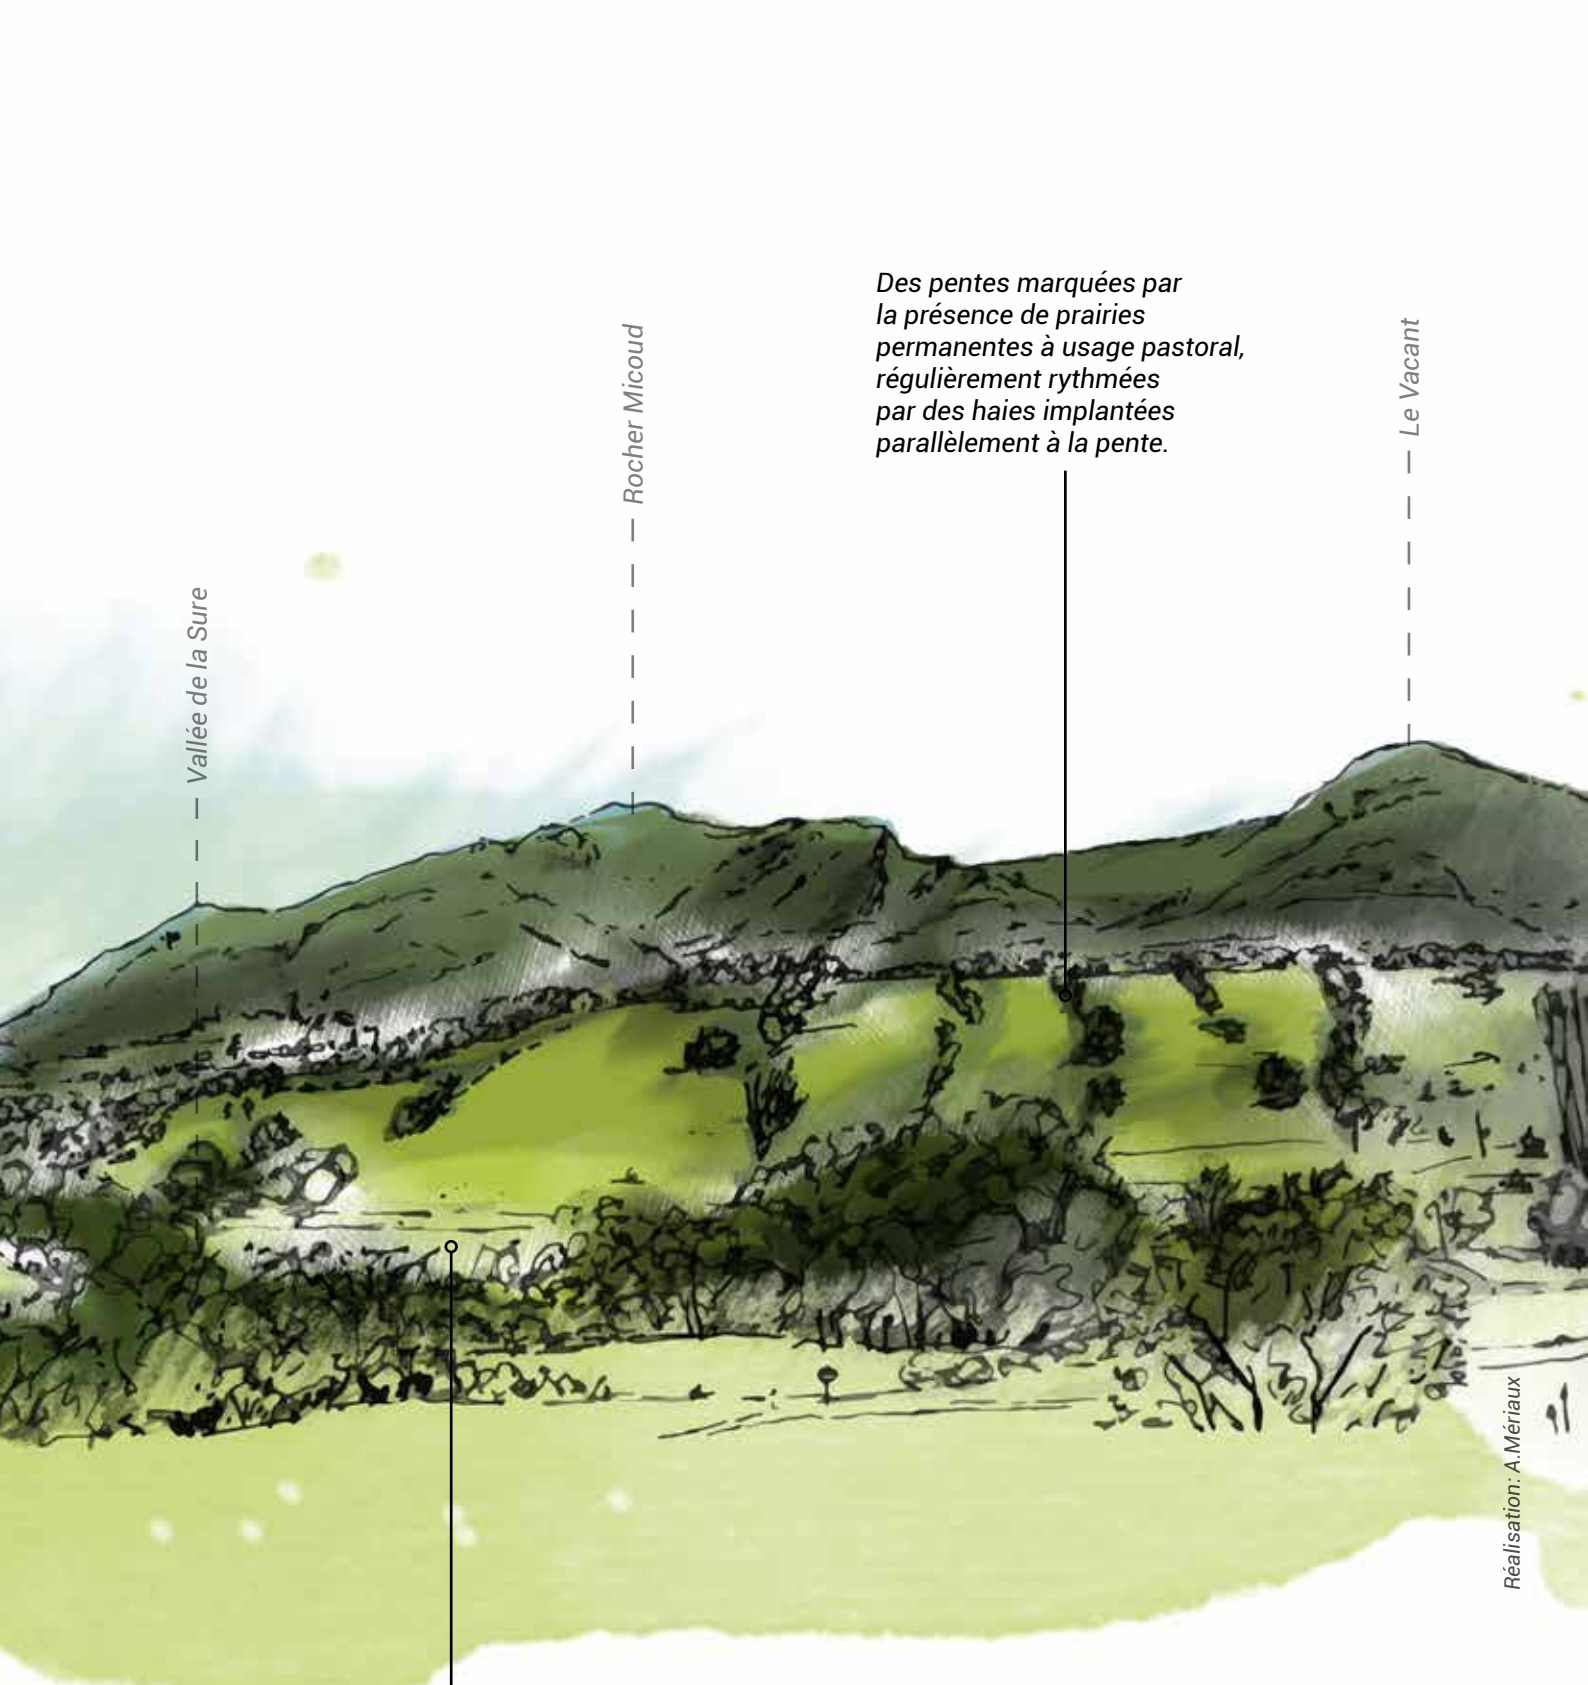 Des pentes marquées par
la présence de prairies
permanentes à usage pastoral,
régulièrement rythmées
par des haies implantées
parallèlement à la pente.
Vallée de la Sure
Rocher Micoud
Le Vacant
Réalisation: A.Mériaux